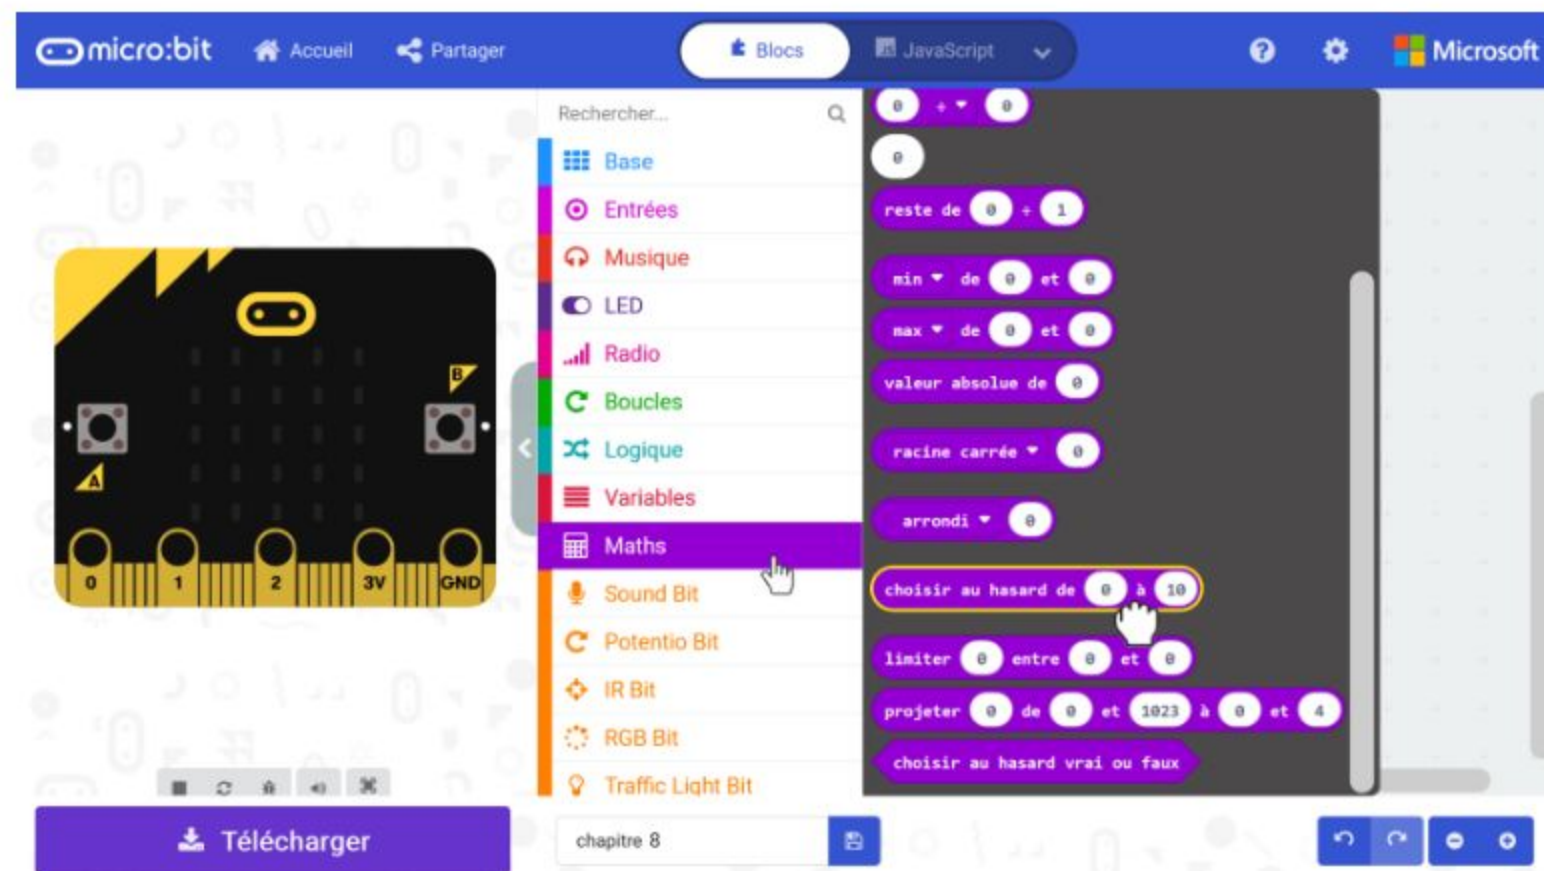 micro:bit Accueil Partager Blocs JavaScript Microsoft
Rechercher...
Base
Entrées
Musique
LED
Radio
Boucles
Logique
Variables
Maths
Sound Bit
Potentio Bit
IR Bit
RGB Bit
Traffic Light Bit
0 ÷ 0
0
reste de 0 ÷ 1
min de 0 et 0
max de 0 et 0
valeur absolue de 0
racine carrée 0
arrondi 0
choisir au hasard de 0 à 10
limiter 0 entre 0 et 0
projeter 0 de 0 et 1023 à 0 et 4
choisir au hasard vrai ou faux
B
A
0 1 2 3V GND
Télécharger
chapitre 8